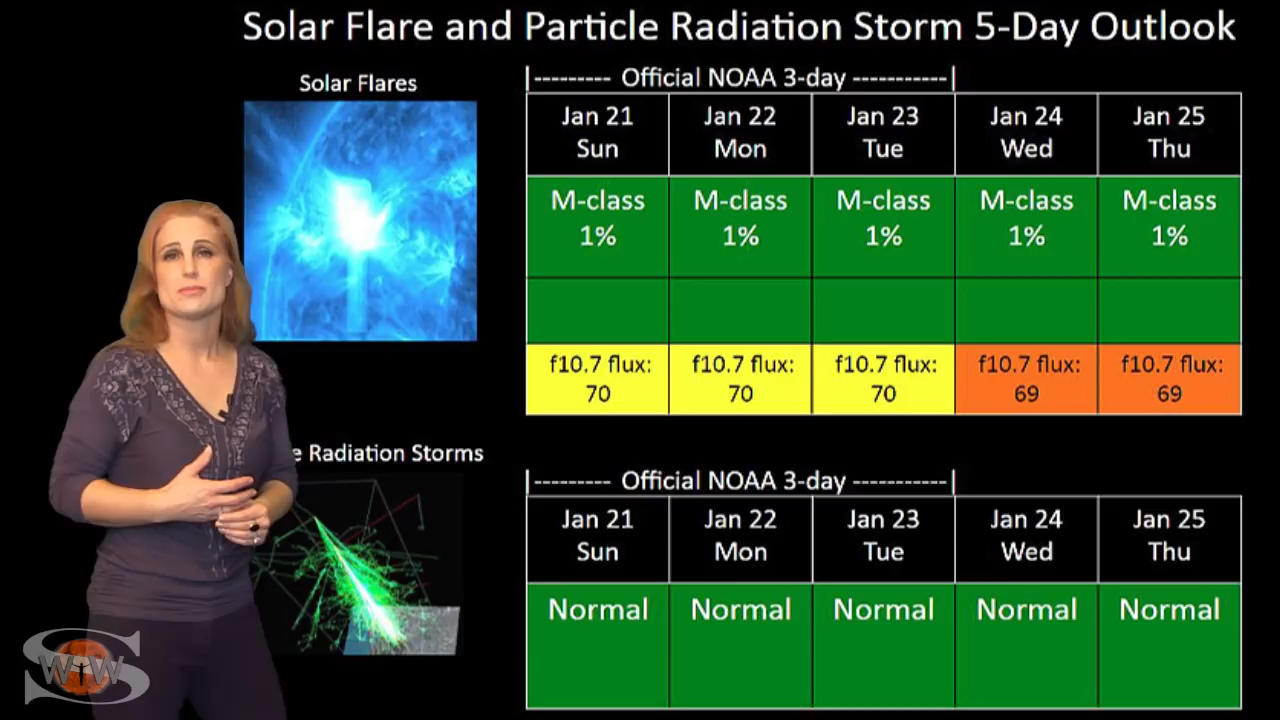 Solar Flare and Particle Radiation Storm 5-Day Outlook
Solar Flares
|--------- Official NOAA 3-day -----------|
Jan 21 Jan 22 Jan 23 Jan 24 Jan 25
Sun Mon Tue Wed Thu
M-class M-class M-class M-class M-class
1% 1% 1% 1% 1%
f10.7 flux: f10.7 flux: f10.7 flux: f10.7 flux: f10.7 flux:
70 70 70 69 69
e Radiation Storms
|--------- Official NOAA 3-day -----------|
Jan 21 Jan 22 Jan 23 Jan 24 Jan 25
Sun Mon Tue Wed Thu
Normal Normal Normal Normal Normal
S
WiW